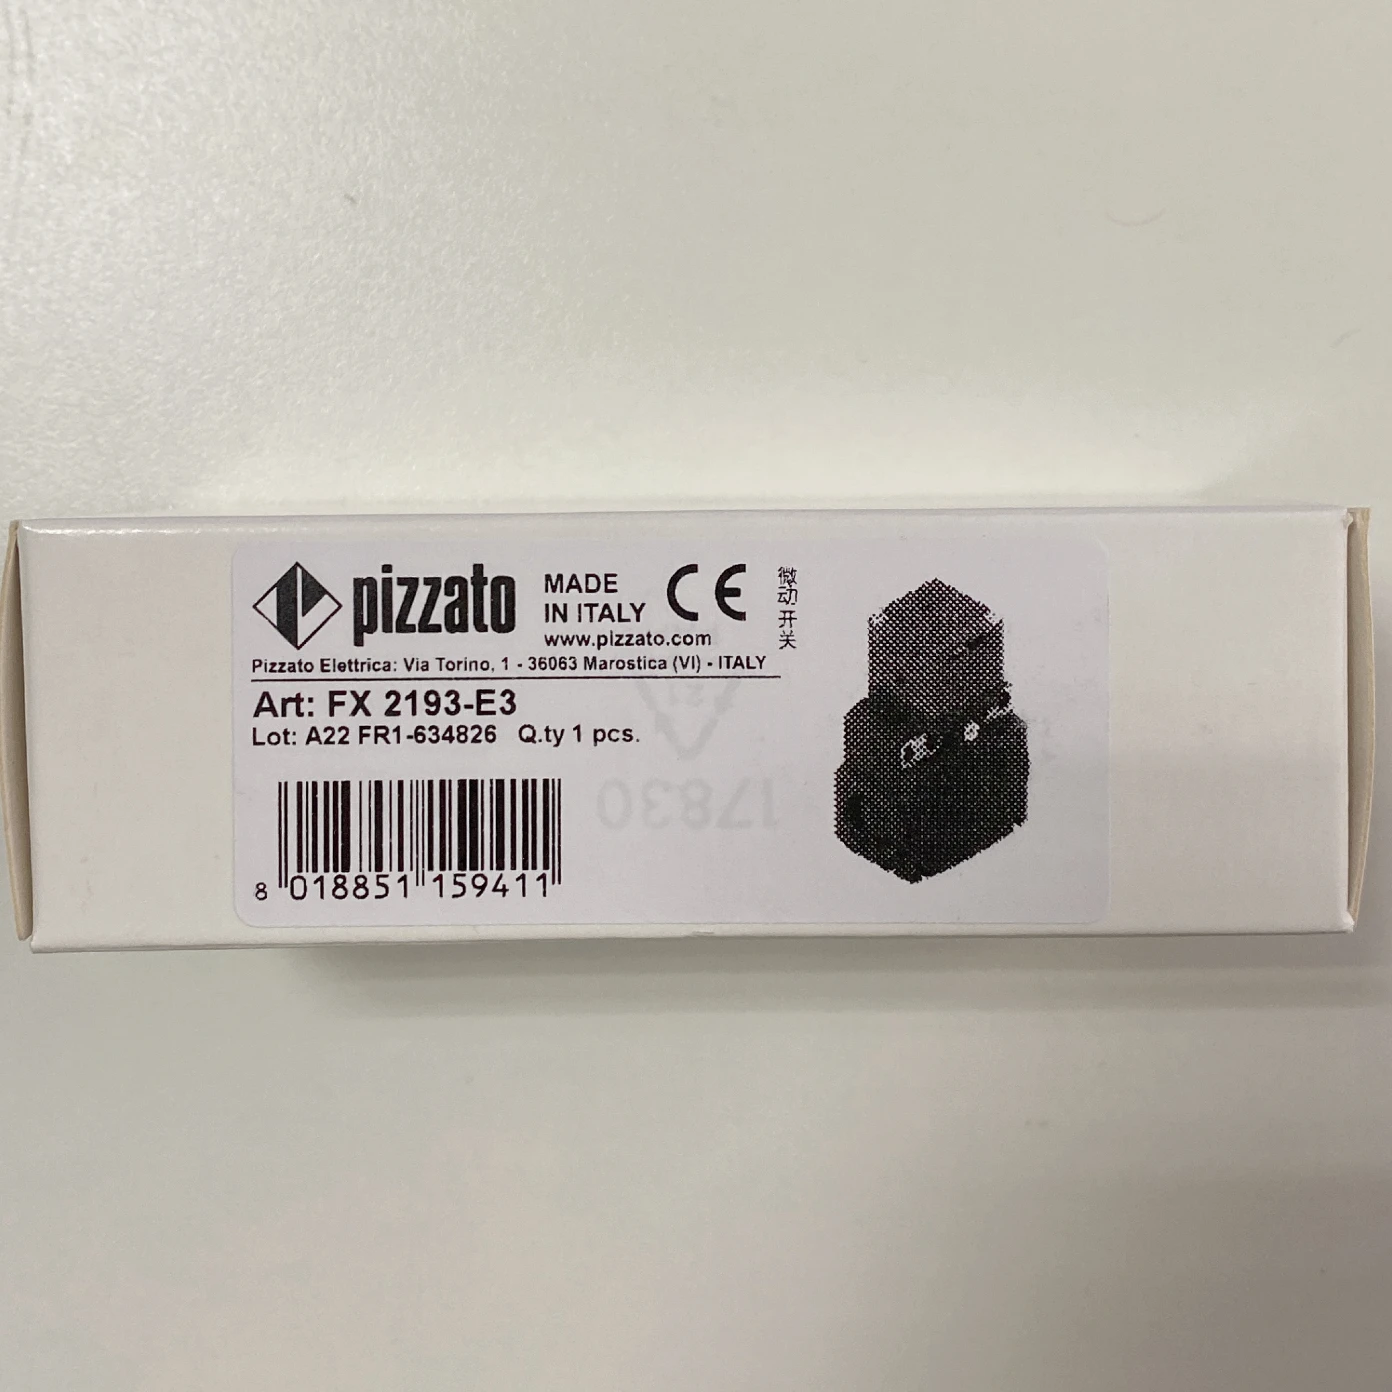 pizzato
MADE
IN ITALY
CE
www.pizzato.com
微动开关
Pizzato Elettrica: Via Torino, 1 - 36063 Marostica (VI) - ITALY
Art: FX 2193-E3
Lot: A22 FR1-634826 Q.ty 1 pcs.
17830
21
8 018851 159411